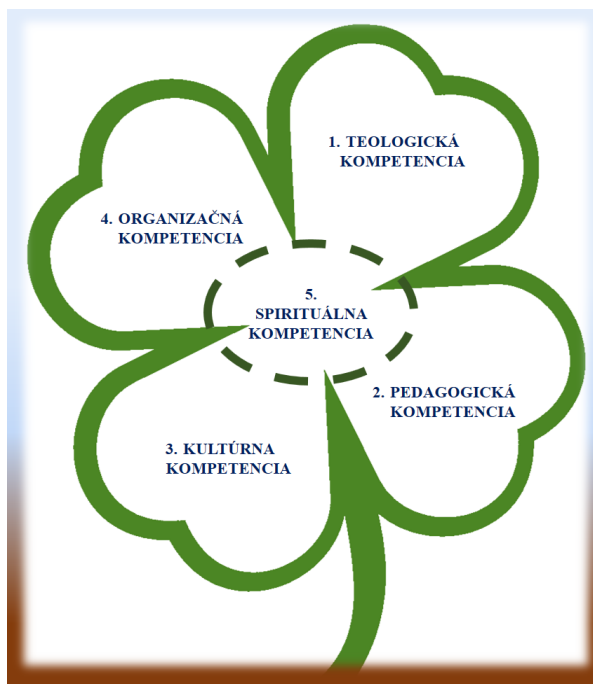 1. TEOLOGICKÁ
KOMPETENCIA
4. ORGANIZAČNÁ
KOMPETENCIA
5.
SPIRITUÁLNA
KOMPETENCIA
2. PEDAGOGICKÁ
KOMPETENCIA
3. KULTÚRNA
KOMPETENCIA